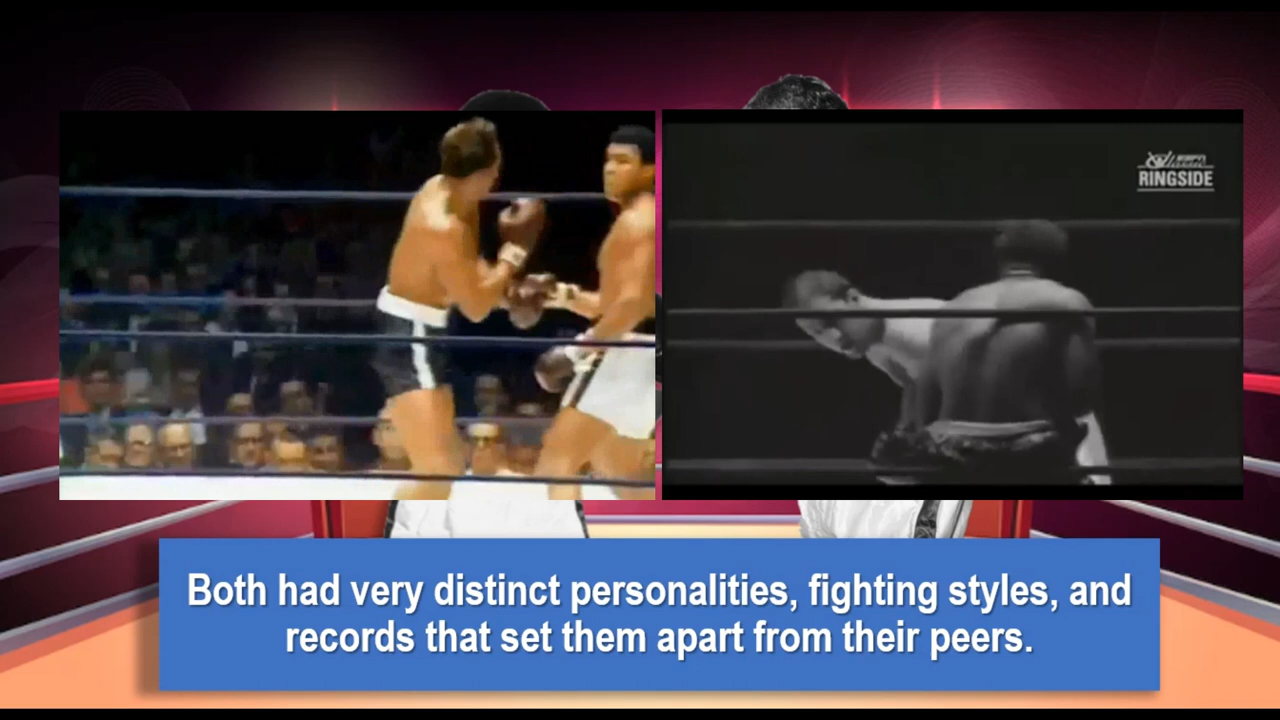 RINGSIDE
Both had very distinct personalities, fighting styles, and
records that set them apart from their peers.